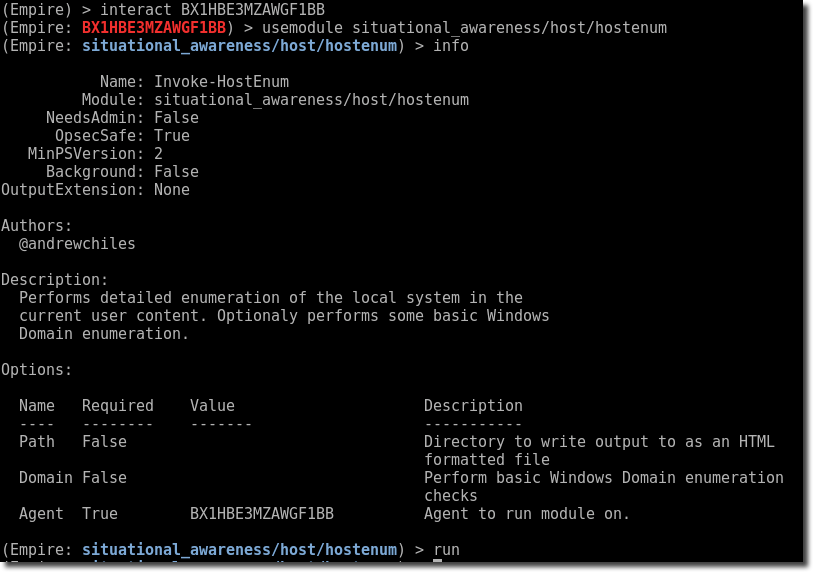 (Empire) > interact BX1HBE3MZAWGF1BB
(Empire: BX1HBE3MZAWGF1BB) > usemodule situational_awareness/host/hostenum
(Empire: situational_awareness/host/hostenum) > info

           Name: Invoke-HostEnum
         Module: situational_awareness/host/hostenum
     NeedsAdmin: False
      OpsecSafe: True
   MinPSVersion: 2
     Background: False
OutputExtension: None

Authors:
  @andrewchiles

Description:
  Performs detailed enumeration of the local system in the
  current user content. Optionaly performs some basic Windows
  Domain enumeration.

Options:

  Name   Required    Value                     Description
  ----   --------    -------                   -----------
  Path   False                                 Directory to write output to as an HTML
                                               formatted file
  Domain False                                 Perform basic Windows Domain enumeration
                                               checks
  Agent  True        BX1HBE3MZAWGF1BB          Agent to run module on.

(Empire: situational_awareness/host/hostenum) > run